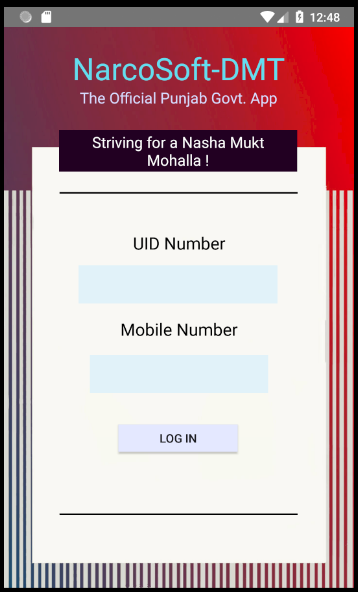 12:48
NarcoSoft-DMT
The Official Punjab Govt. App
Striving for a Nasha Mukt
Mohalla !
UID Number
Mobile Number
LOG IN